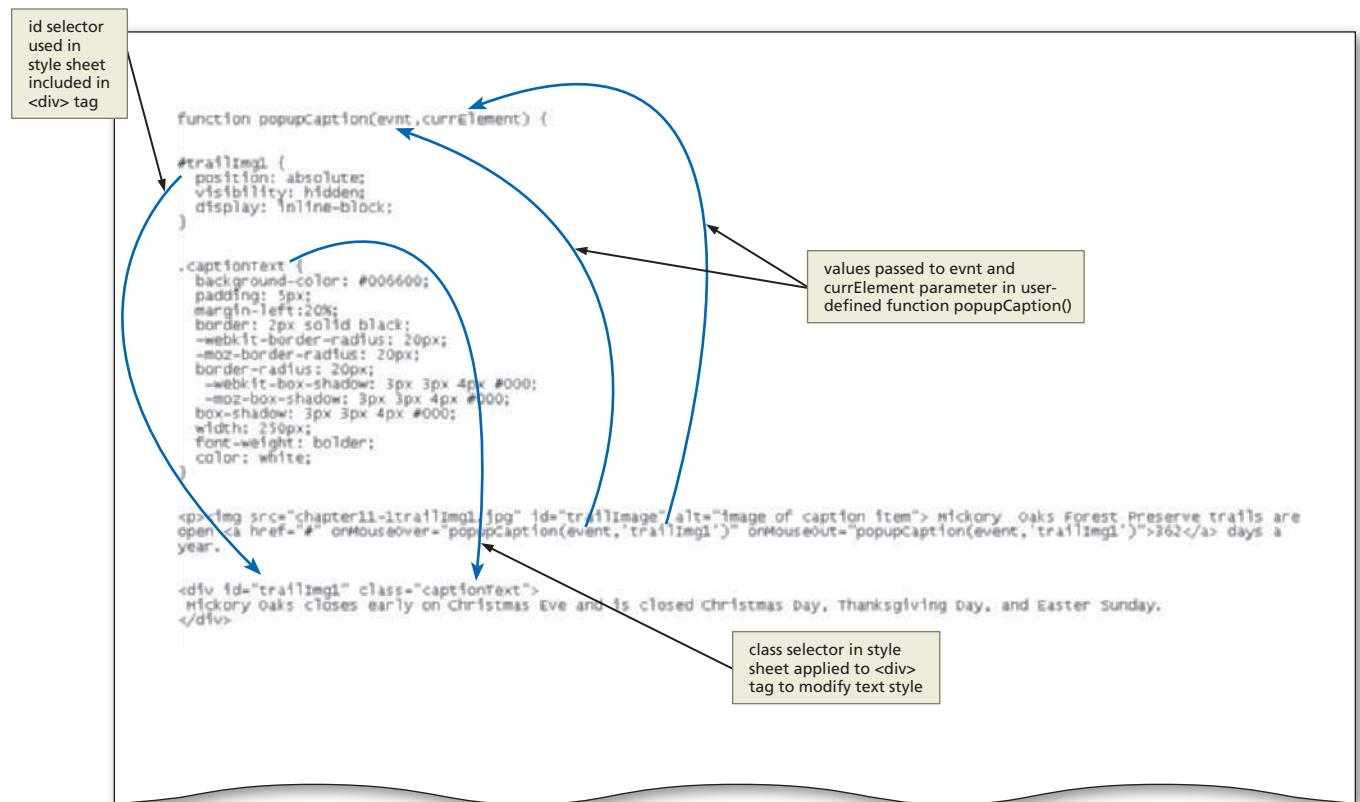 id selector
used in
style sheet
included in
<div> tag
function popupCaption(evnt,currElement) {
#trailImg1 {
position: absolute;
visibility: hidden;
display: inline-block;
}
.captionText {
background-color: #006600;
padding: 5px;
margin-left:20%;
border: 2px solid black;
-webkit-border-radius: 20px;
-moz-border-radius: 20px;
border-radius: 20px;
-webkit-box-shadow: 3px 3px 4px #000;
-moz-box-shadow: 3px 3px 4px #000;
box-shadow: 3px 3px 4px #000;
width: 250px;
font-weight: bolder;
color: white;
}
values passed to evnt and
currElement parameter in user-
defined function popupCaption()
<p><img src="chapter11-1trailImg1.jpg" id="trailImage" alt="image of caption item"> Hickory Oaks Forest Preserve trails are
open <a href="#" onMouseOver="popupCaption(event,'trailImg1')" onMouseout="popupCaption(event,'trailImg1')">362</a> days a
year.
<div id="trailImg1" class="captionText">
Hickory Oaks closes early on Christmas Eve and is closed Christmas Day, Thanksgiving Day, and Easter Sunday.
</div>
class selector in style
sheet applied to <div>
tag to modify text style